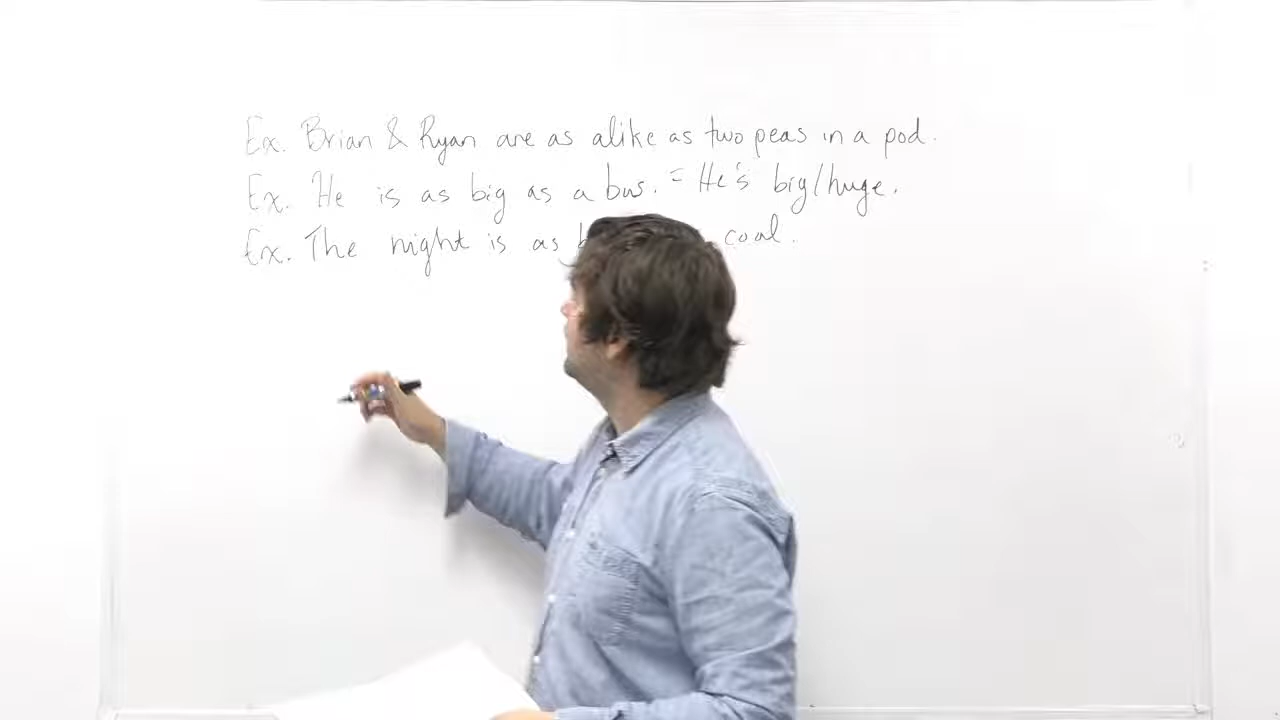 Ex. Brian & Ryan are as alike as two peas in a pod.
Ex. He is as big as a bus. = He's big/huge.
Ex. The night is as coal.